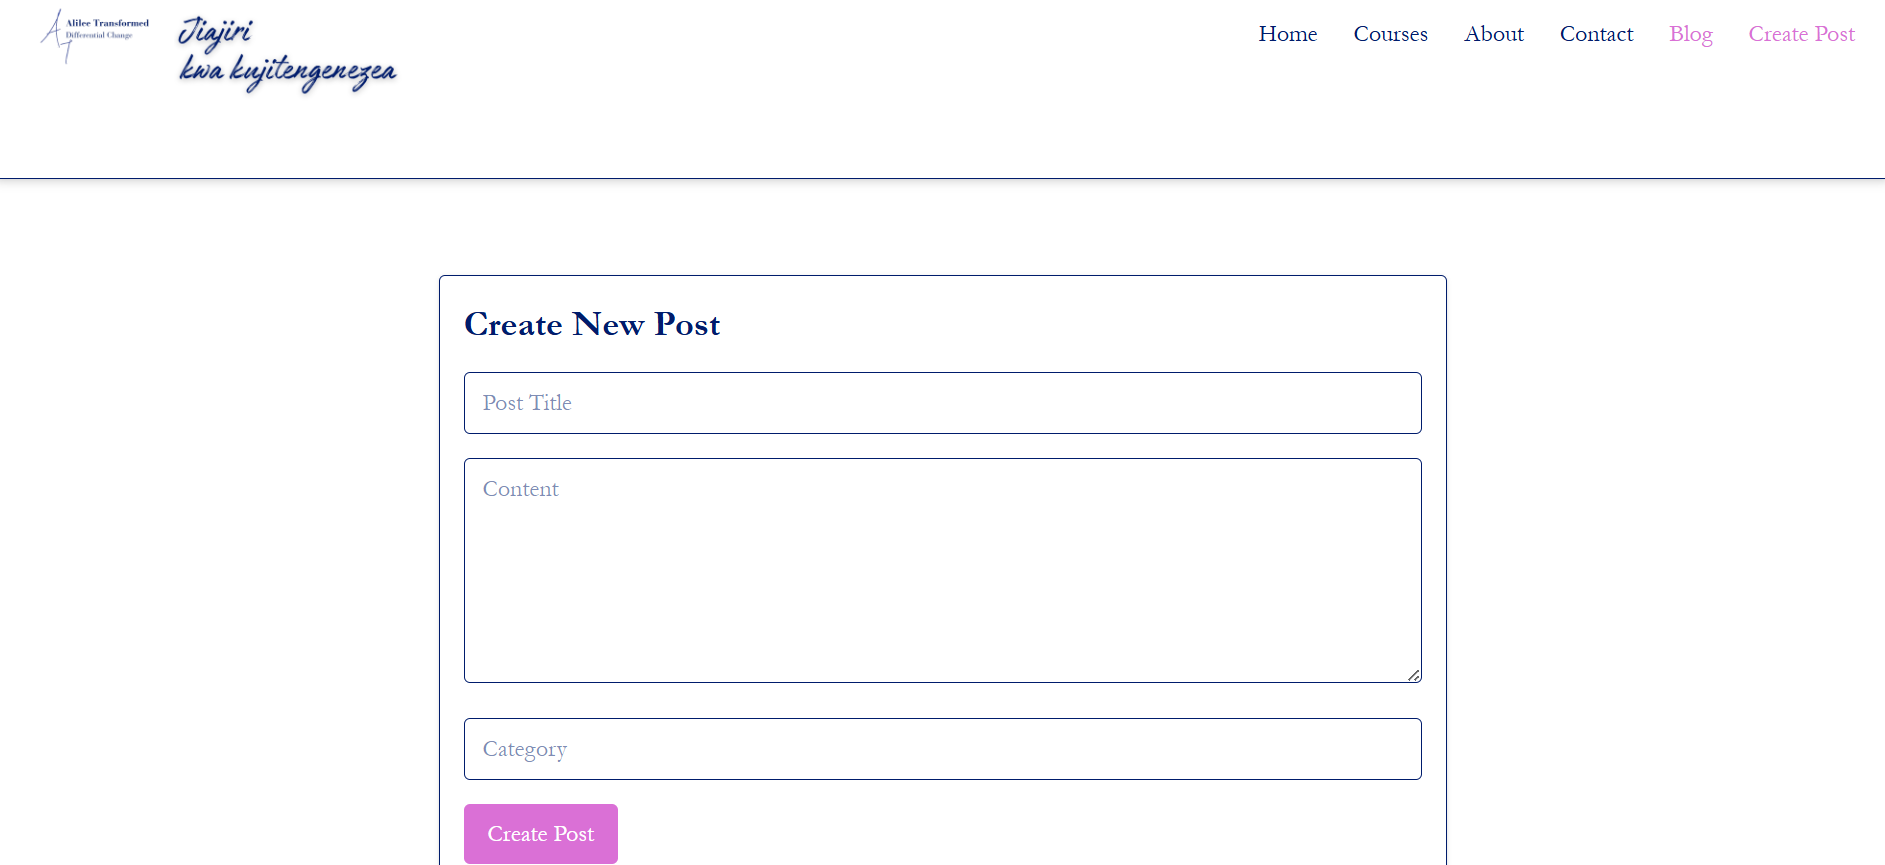 Alilee Transformed
Differential Change
Jiajiri
kwa kujitengenezea
Home Courses About Contact Blog Create Post
Create New Post
Post Title
Content
Category
Create Post